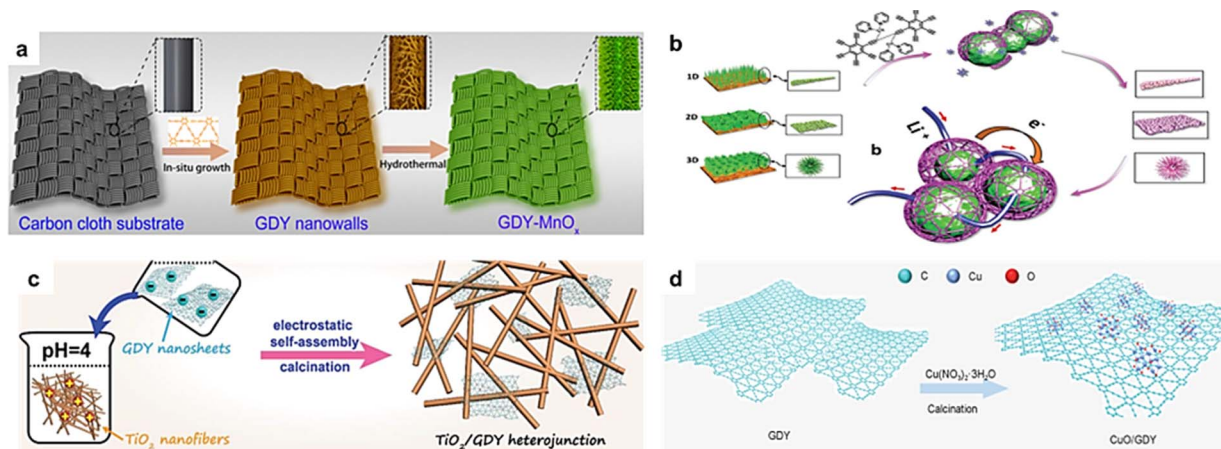 a
In-situ growth
Hydrothermal
Carbon cloth substrate
GDY nanowalls
GDY-MnOₓ
b
1D
2D
3D
b
Li⁺
e⁻
c
pH=4
GDY nanosheets
TiO₂ nanofibers
electrostatic
self-assembly
calcination
TiO₂/GDY heterojunction
d
C Cu O
Cu(NO₃)₂·3H₂O
Calcination
GDY
CuO/GDY